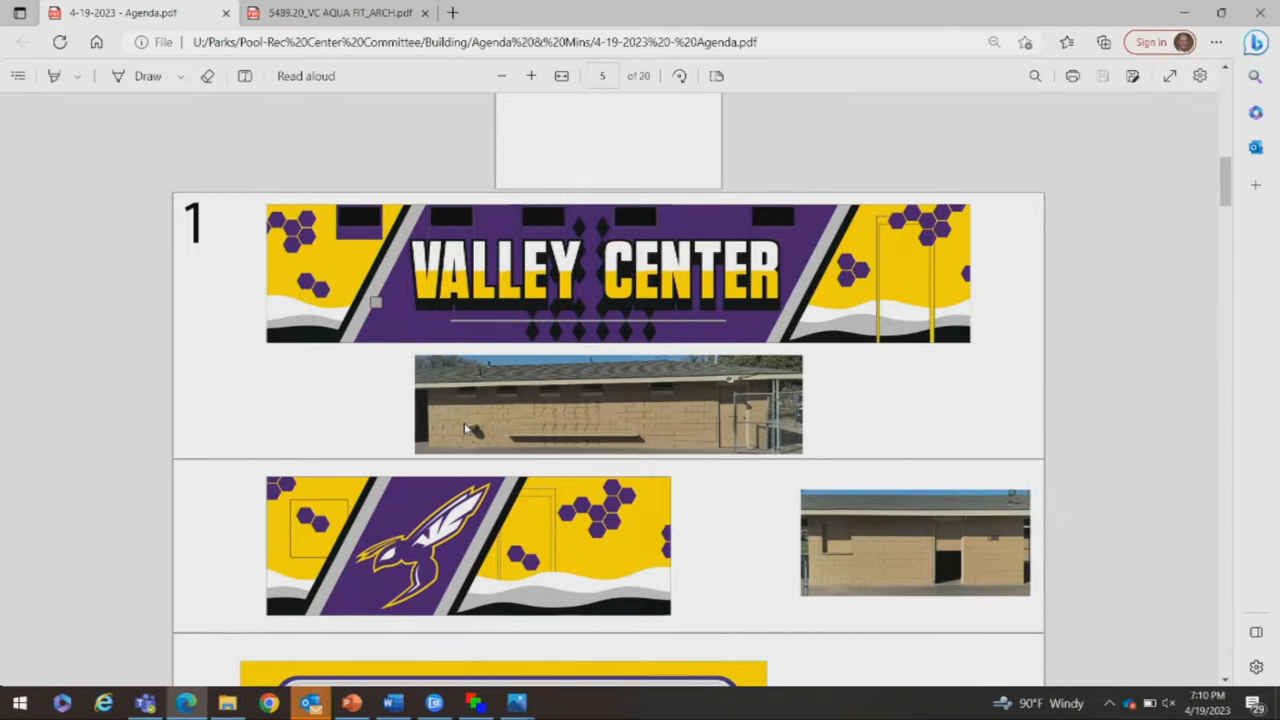 4-19-2023 - Agenda.pdf
5489.20_VC AQUA FIT_ARCH.pdf
File
U:/Parks/Pool-Rec%20Center%20Committee/Building/Agenda%20&%20Mins/4-19-2023%20-%20Agenda.pdf
Sign in
Draw
Read aloud
5 of 20
1
VALLEY CENTER
VC
90°F Windy
7:10 PM
4/19/2023
29